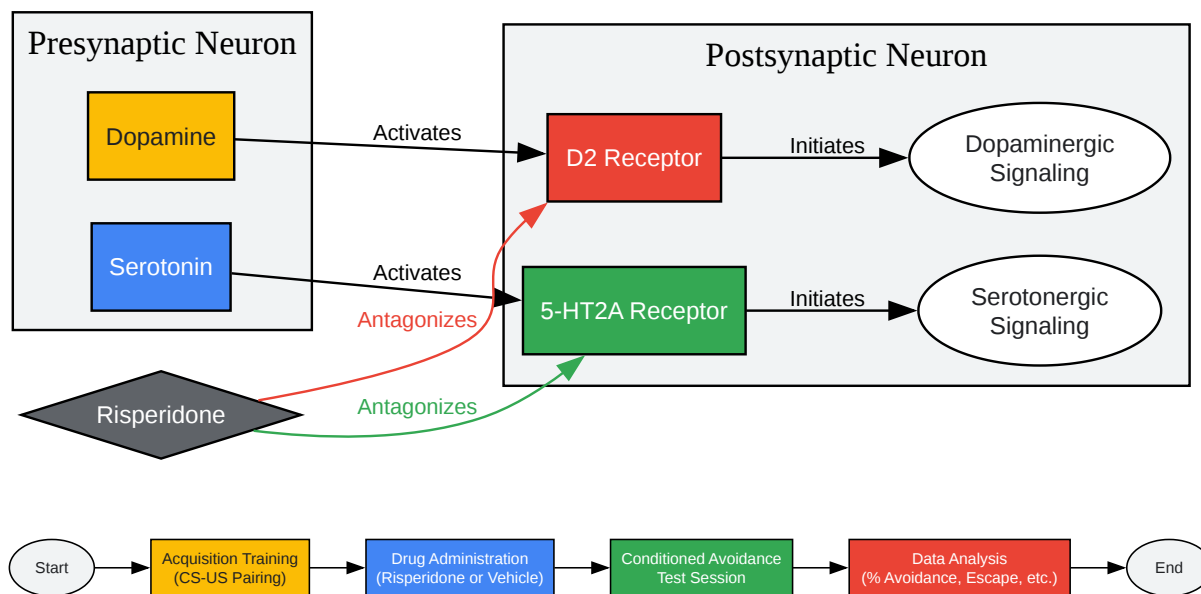 Presynaptic Neuron
Postsynaptic Neuron
Dopamine
Activates
D2 Receptor
Initiates
Dopaminergic
Signaling
Serotonin
Activates
Antagonizes
5-HT2A Receptor
Initiates
Serotonergic
Signaling
Risperidone
Antagonizes
Start
Acquisition Training
(CS-US Pairing)
Drug Administration
(Risperidone or Vehicle)
Conditioned Avoidance
Test Session
Data Analysis
(% Avoidance, Escape, etc.)
End